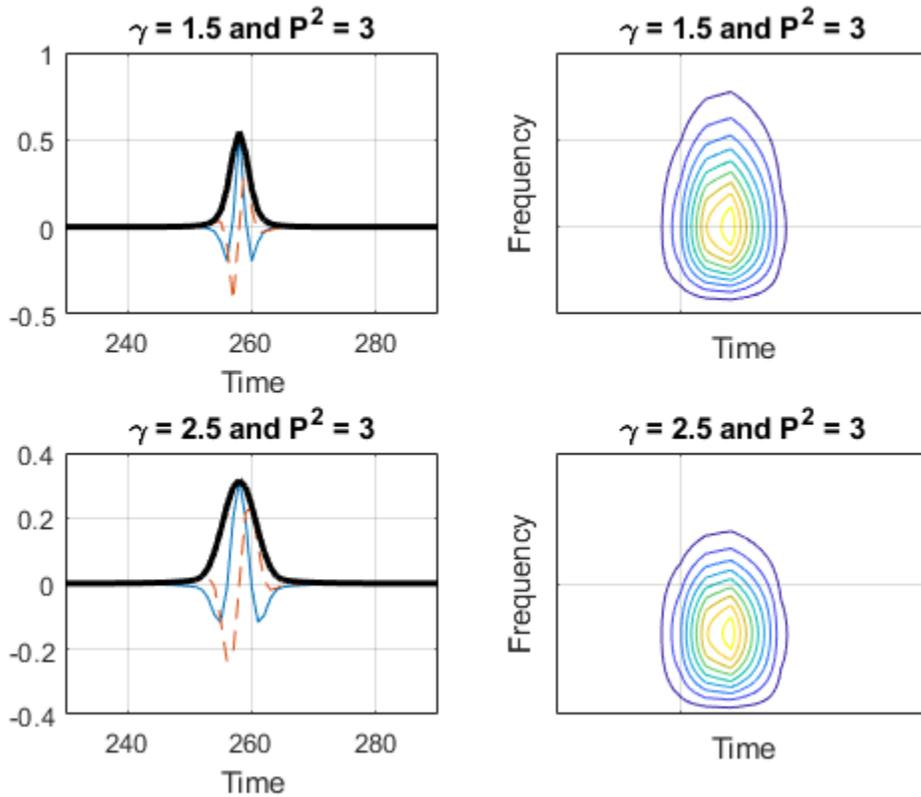 γ = 1.5 and P² = 3
1
0.5
0
-0.5
240 260 280
Time
γ = 1.5 and P² = 3
Frequency
Time
γ = 2.5 and P² = 3
0.4
0.2
0
-0.2
-0.4
240 260 280
Time
γ = 2.5 and P² = 3
Frequency
Time